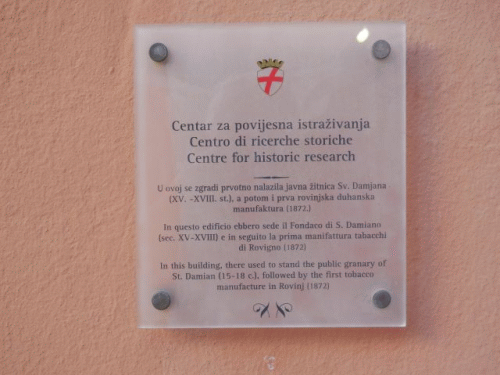 Centar za povijesna istraživanja
Centro di ricerche storiche
Centre for historic research
U ovoj se zgradi prvotno nalazila javna žitnica Sv. Damjana
(XV. -XVIII. st.), a potom i prva rovinjska duhanska
manufaktura (1872.)
In questo edificio ebbero sede il Fondaco di S. Damiano
(sec. XV-XVIII) e in seguito la prima manifattura tabacchi
di Rovigno (1872)
In this building, there used to stand the public granary of
St. Damian (15-18 c.), followed by the first tobacco
manufacture in Rovinj (1872)